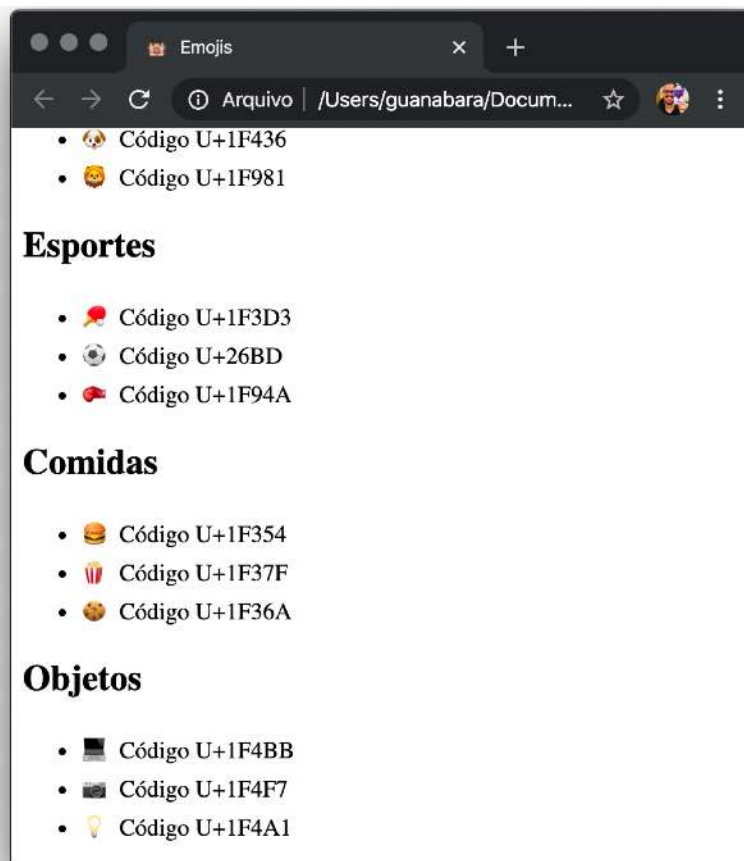 Emojis
Arquivo | /Users/guanabara/Docum...
Código U+1F436
Código U+1F981
Esportes
Código U+1F3D3
Código U+26BD
Código U+1F94A
Comidas
Código U+1F354
Código U+1F37F
Código U+1F36A
Objetos
Código U+1F4BB
Código U+1F4F7
Código U+1F4A1